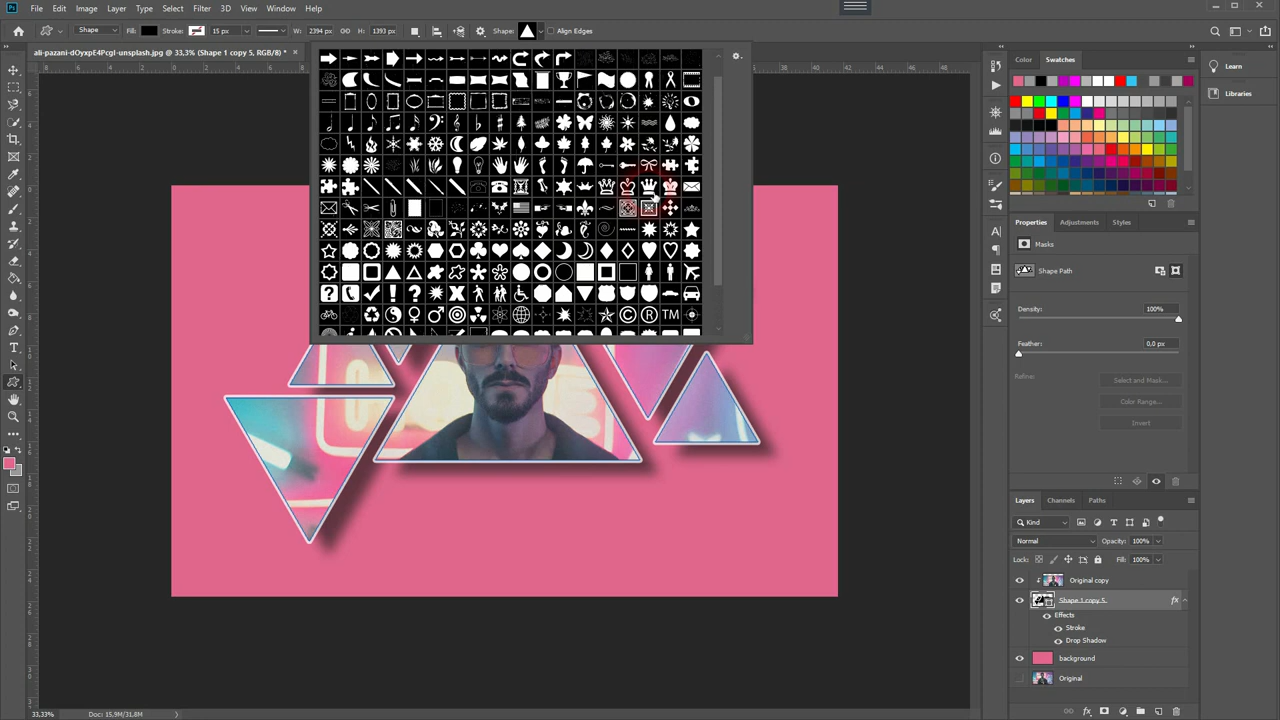 File Edit Image Layer Type Select Filter 3D View Window Help
Shape Fill: Stroke: 15 px W: 2394 px H: 1393 px Shape: Align Edges
ali-pazani-dOyxpE4PcgI-unsplash.jpg @ 33,3% (Shape 1 copy 5, RGB/8) *
Color Swatches
Learn
Libraries
Properties Adjustments Styles
Masks
Shape Path
Density: 100%
Feather: 0,0 px
Refine: Select and Mask...
Color Range...
Invert
Layers Channels Paths
Kind
Normal Opacity: 100%
Lock: Fill: 100%
Original copy
Shape 1 copy 5 fx
Effects
Stroke
Drop Shadow
background
Original
33,33% Doc: 15,9M/31,8M